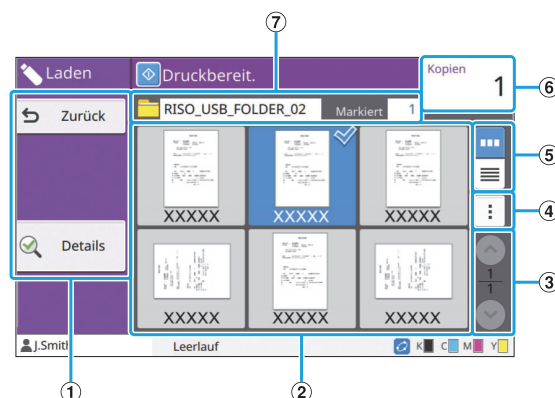 7
Laden
Druckbereit.
Kopien
1
6
Zurück
RISO_USB_FOLDER_02
Markiert
1
5
XXXXX
XXXXX
XXXXX
4
Details
3
1
1
XXXXX
XXXXX
XXXXX
J.Smith
Leerlauf
K
C
M
Y
1
2